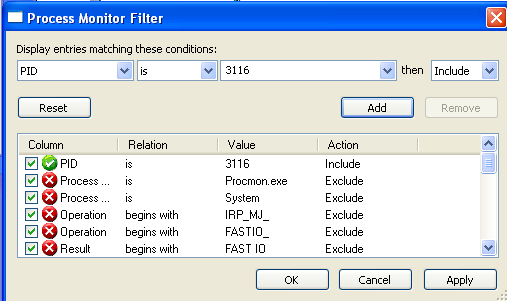 Process Monitor Filter
Display entries matching these conditions:
PID is 3116 then Include
Reset Add Remove
Column Relation Value Action
PID is 3116 Include
Process ... is Procmon.exe Exclude
Process ... is System Exclude
Operation begins with IRP_MJ_ Exclude
Operation begins with FASTIO_ Exclude
Result begins with FAST IO Exclude
OK Cancel Apply